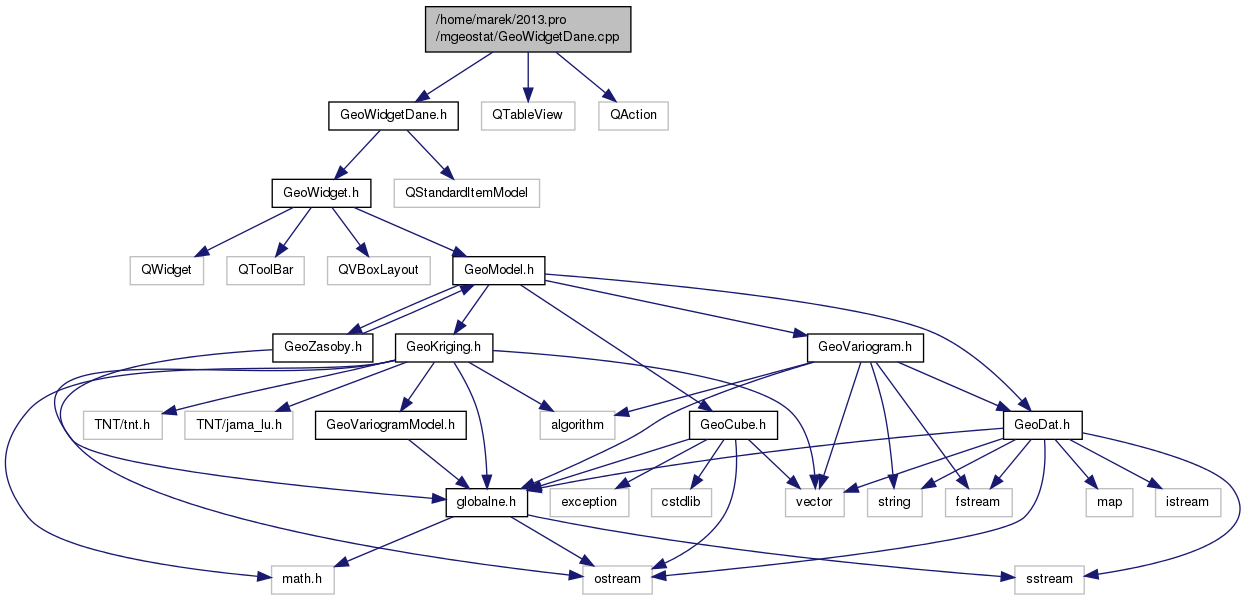 /home/marek/2013.pro
/mgeostat/GeoWidgetDane.cpp
GeoWidgetDane.h
QTableView
QAction
GeoWidget.h
QStandardItemModel
QWidget
QToolBar
QVBoxLayout
GeoModel.h
GeoZasoby.h
GeoKriging.h
GeoVariogram.h
TNT/tnt.h
TNT/jama_lu.h
GeoVariogramModel.h
algorithm
GeoCube.h
GeoDat.h
globalne.h
exception
cstdlib
vector
string
fstream
map
istream
math.h
ostream
sstream